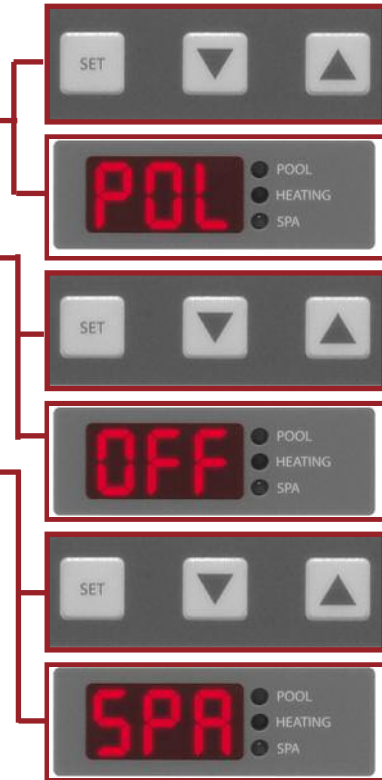 SET
POL
POOL
HEATING
SPA
SET
OFF
POOL
HEATING
SPA
SET
SPA
POOL
HEATING
SPA